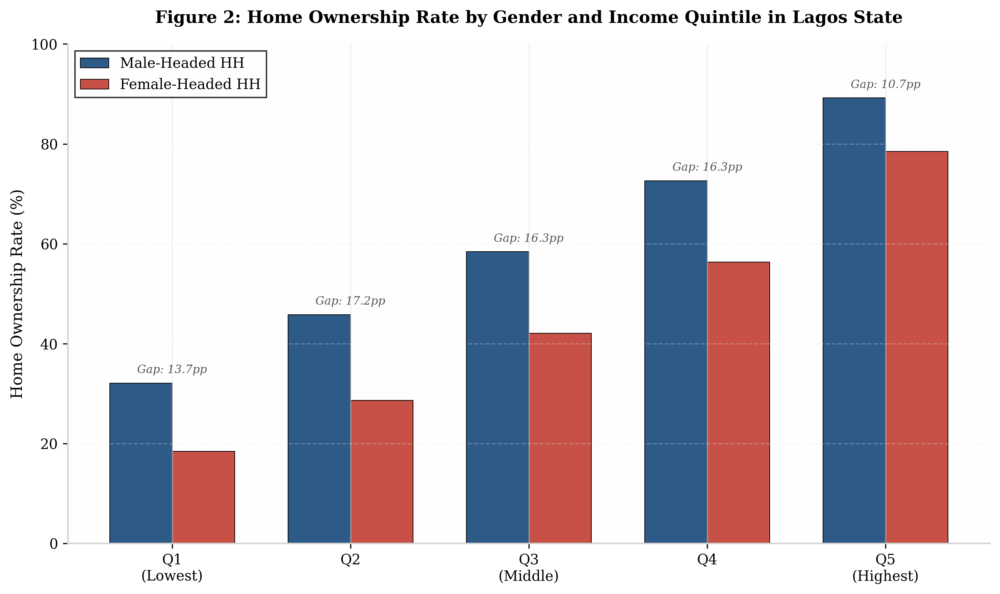 Figure 2: Home Ownership Rate by Gender and Income Quintile in Lagos State
Male-Headed HH
Female-Headed HH
Home Ownership Rate (%)
100
80
60
40
20
0
Gap: 13.7pp
Gap: 17.2pp
Gap: 16.3pp
Gap: 16.3pp
Gap: 10.7pp
Q1
(Lowest)
Q2
Q3
(Middle)
Q4
Q5
(Highest)